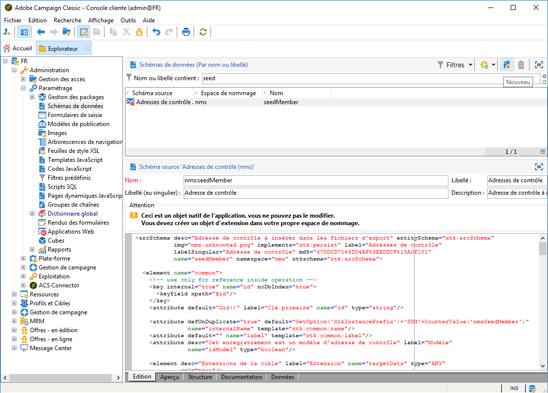 Adobe Campaign Classic - Console cliente (admin@FR)
Fichier Edition Recherche Affichage Outils Aide
Accueil Explorateur
FR
Administration
Gestion des accès
Paramétrage
Gestion des packages
Schémas de données
Formulaires de saisie
Modèles de publication
Images
Arborescences de navigation
Feuilles de style XSL
Templates JavaScript
Codes JavaScript
Filtres prédéfinis
Scripts SQL
Pages dynamiques JavaScript
Groupes de chaînes
Dictionnaire global
Rendus des formulaires
Applications Web
Cubes
Rapports
Plate-forme
Gestion de campagne
Exploitation
ACS Connector
Ressources
Profils et Cibles
Gestion de campagne
MRM
Offres - en édition
Offres - en ligne
Message Center
Schémas de données (Par nom ou libellé)
Filtres
Nouveau
Nom ou libellé contient : seed
Schéma source Espace de nommage Nom
Adresses de contrôle . nms seedMember
1 / 1
Schéma source 'Adresses de contrôle (nms)'
Nom : nms:seedMember Libellé : Adresses de contrôle
Libellé (au singulier) : Adresse de contrôle Description : Adresse de contrôle à
Attention
Ceci est un objet natif de l'application, vous ne pouvez pas le modifier.
Vous devez créer un objet d'extension dans votre propre espace de nommage.
<srcSchema desc="Adresse de contrôle à insérer dans les fichiers d'export" entitySchema="xtk:srcSchema"
img="nms:unknownad.png" implements="xtk:persist" label="Adresses de contrôle"
labelSingular="Adresse de contrôle"
name="seedMember" namespace="nms" xtkschema="xtk:srcSchema">
<element name="common">
<!-- use only for reference inside operation -->
<key internal="true" name="id" noDbIndex="true">
<keyfield xpath="@id"/>
</key>
<attribute default="Gid()" label="Clé primaire" name="id" type="string"/>
<attribute defOnDuplicate="true" default="GetOption('XtkInstancePrefix')+'SDM'+CounterValue('nmsSeedMember')"
name="internalName" template="xtk:common:name"/>
<attribute default="" name="label" template="xtk:common:label"/>
<attribute desc="Cet enregistrement est un modèle d'adresse de contrôle" label="Modèle"
name="isModel" type="boolean"/>
<element desc="Extensions de la cible" label="Extension" name="targetData" type="ANY"
Edition Aperçu Structure Documentation Données
INS